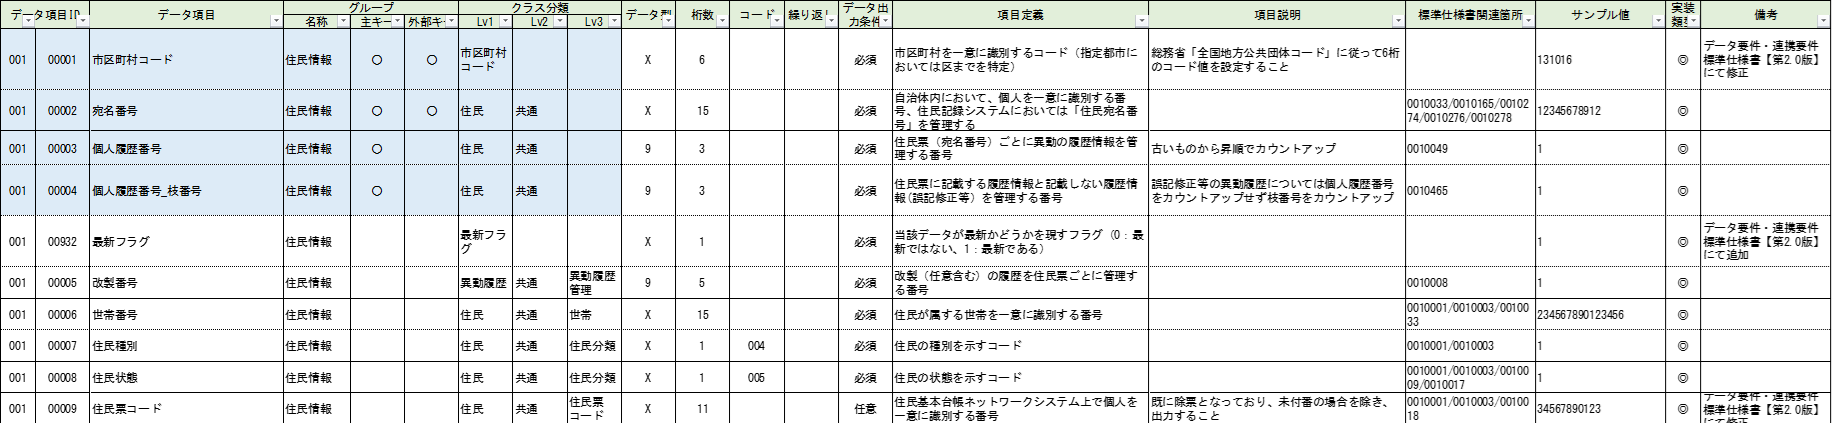 データ項目ID データ項目 グループ クラス分類 データ型 桁数 コード 繰り返し データ出力条件 項目定義 項目説明 標準仕様書関連箇所 サンプル値 実装類型 備考
名称 主キー 外部キー Lv1 Lv2 Lv3
001 00001 市区町村コード 住民情報 〇 〇 市区町村コード X 6 必須 市区町村を一意に識別するコード（指定都市においては区までを特定） 総務省「全国地方公共団体コード」に従って6桁のコード値を設定すること 131016 ◎ データ要件・連携要件標準仕様書【第2.0版】にて修正
001 00002 宛名番号 住民情報 〇 〇 住民 共通 X 15 必須 自治体内において、個人を一意に識別する番号、住民記録システムにおいては「住民宛名番号」を管理する 0010033/0010165/0010274/0010276/0010278 12345678912 ◎
001 00003 個人履歴番号 住民情報 〇 住民 共通 9 3 必須 住民票（宛名番号）ごとに異動の履歴情報を管理する番号 古いものから昇順でカウントアップ 0010049 1 ◎
001 00004 個人履歴番号_枝番号 住民情報 〇 住民 共通 9 3 必須 住民票に記載する履歴情報と記載しない履歴情報(誤記修正等）を管理する番号 誤記修正等の異動履歴については個人履歴番号をカウントアップせず枝番号をカウントアップ 0010465 1 ◎
001 00932 最新フラグ 住民情報 最新フラグ X 1 必須 当該データが最新かどうかを現すフラグ（0：最新ではない、1：最新である） 1 ◎ データ要件・連携要件標準仕様書【第2.0版】にて追加
001 00005 改製番号 住民情報 異動履歴 共通 異動履歴管理 9 5 必須 改製（任意含む）の履歴を住民票ごとに管理する番号 0010008 1 ◎
001 00006 世帯番号 住民情報 住民 共通 世帯 X 15 必須 住民が属する世帯を一意に識別する番号 0010001/0010003/0010033 234567890123456 ◎
001 00007 住民種別 住民情報 住民 共通 住民分類 X 1 004 必須 住民の種別を示すコード 0010001/0010003 1 ◎
001 00008 住民状態 住民情報 住民 共通 住民分類 X 1 005 必須 住民の状態を示すコード 0010001/0010003/0010009/0010017 1 ◎
001 00009 住民票コード 住民情報 住民 共通 住民票コード X 11 任意 住民基本台帳ネットワークシステム上で個人を一意に識別する番号 既に除票となっており、未付番の場合を除き、出力すること 0010001/0010003/0010018 34567890123 ◎ データ要件・連携要件標準仕様書【第2.0版】にて修正